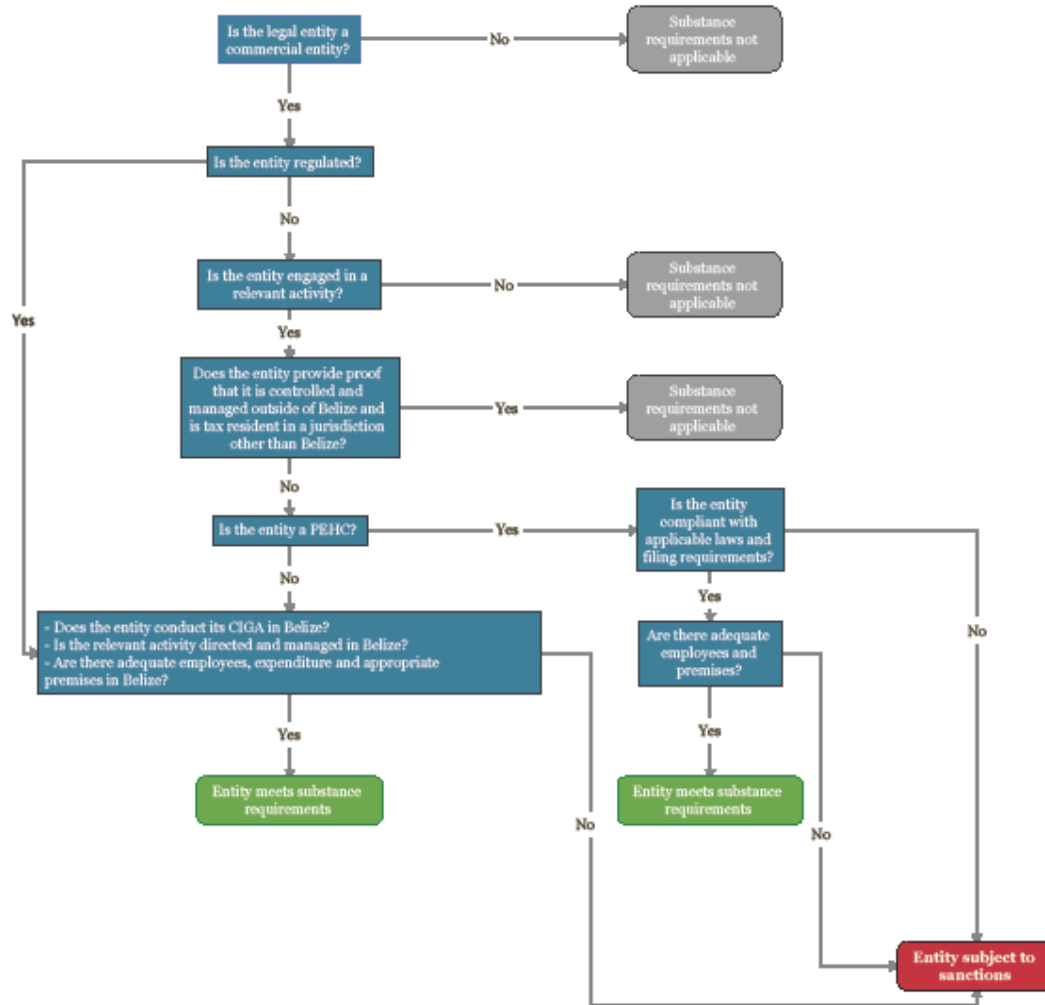 Is the legal entity a
commercial entity?
No
Substance
requirements not
applicable
Yes
Is the entity regulated?
No
Is the entity engaged in a
relevant activity?
No
Substance
requirements not
applicable
Yes
Yes
Does the entity provide proof
that it is controlled and
managed outside of Belize and
is tax resident in a jurisdiction
other than Belize?
Yes
Substance
requirements not
applicable
No
Is the entity a PEHC?
Yes
Is the entity
compliant with
applicable laws and
filing requirements?
No
Yes
- Does the entity conduct its CIGA in Belize?
- Is the relevant activity directed and managed in Belize?
- Are there adequate employees, expenditure and appropriate
premises in Belize?
Are there adequate
employees and
premises?
No
Yes
Yes
Entity meets substance
requirements
Entity meets substance
requirements
No
No
Entity subject to
sanctions